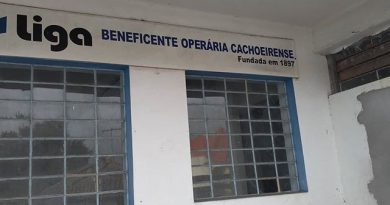 Liga BENEFICENTE OPERÁRIA CACHOEIRENSE.
Fundada em 1897